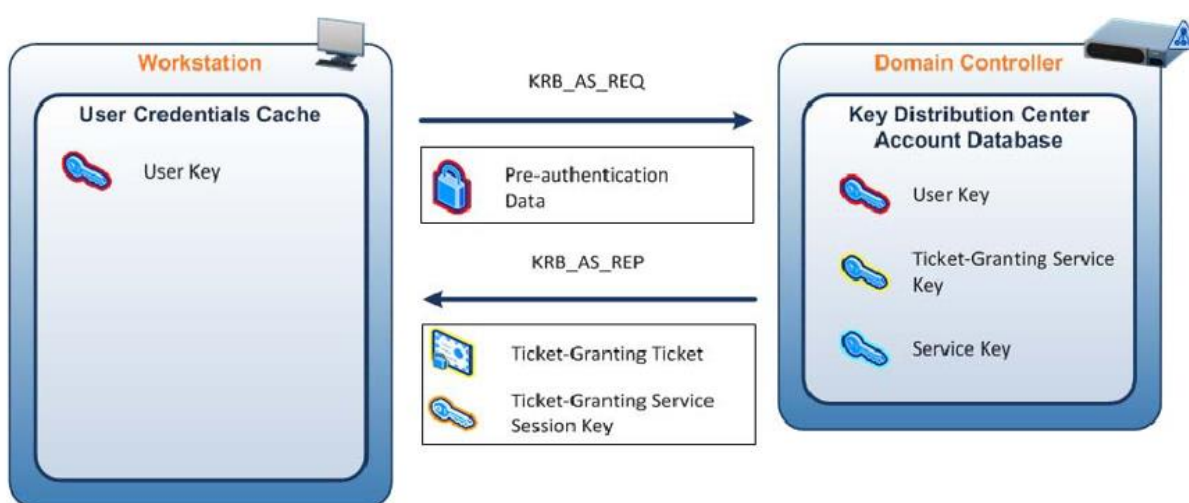 Workstation
User Credentials Cache
User Key
KRB_AS_REQ
Pre-authentication
Data
KRB_AS_REP
Ticket-Granting Ticket
Ticket-Granting Service
Session Key
Domain Controller
Key Distribution Center
Account Database
User Key
Ticket-Granting Service
Key
Service Key